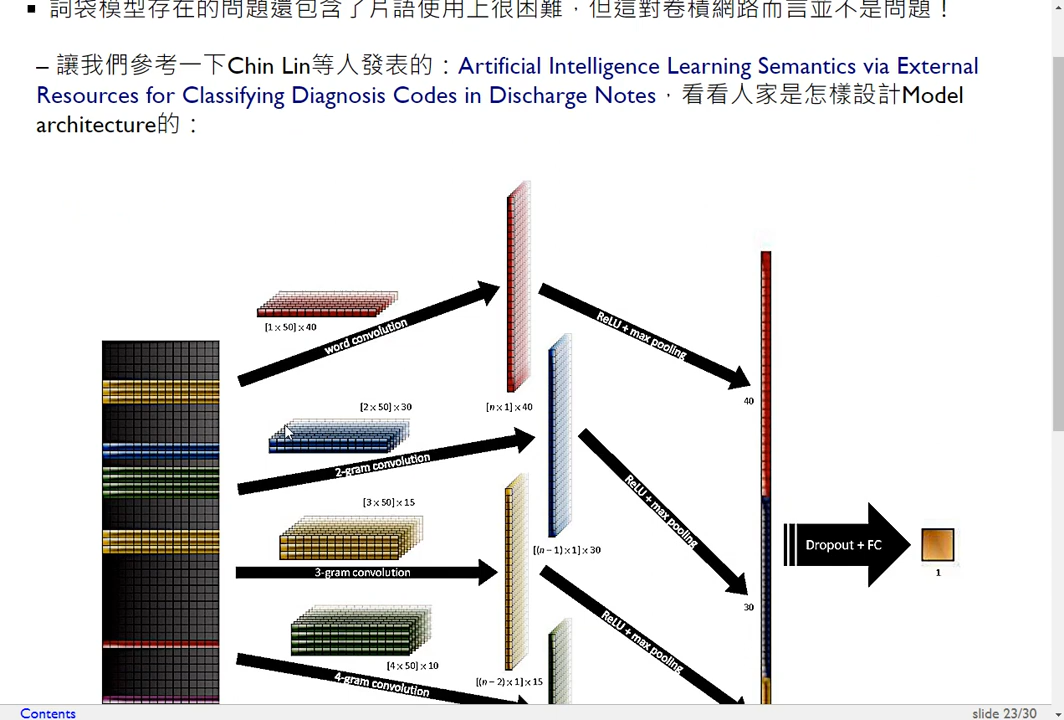 ▪ 詞袋模型存在的問題還包含了片語使用上很困難，但這對卷積網路而言並不是問題！
– 讓我們參考一下Chin Lin等人發表的：Artificial Intelligence Learning Semantics via External
Resources for Classifying Diagnosis Codes in Discharge Notes，看看人家是怎樣設計Model
architecture的：
[1 x 50] x 40
word convolution
[n x 1] x 40
ReLU + max pooling
40
[2 x 50] x 30
2-gram convolution
[(n − 1) x 1] x 30
ReLU + max pooling
30
[3 x 50] x 15
3-gram convolution
[(n − 2) x 1] x 15
ReLU + max pooling
[4 x 50] x 10
4-gram convolution
Dropout + FC
1
Contents
slide 23/30